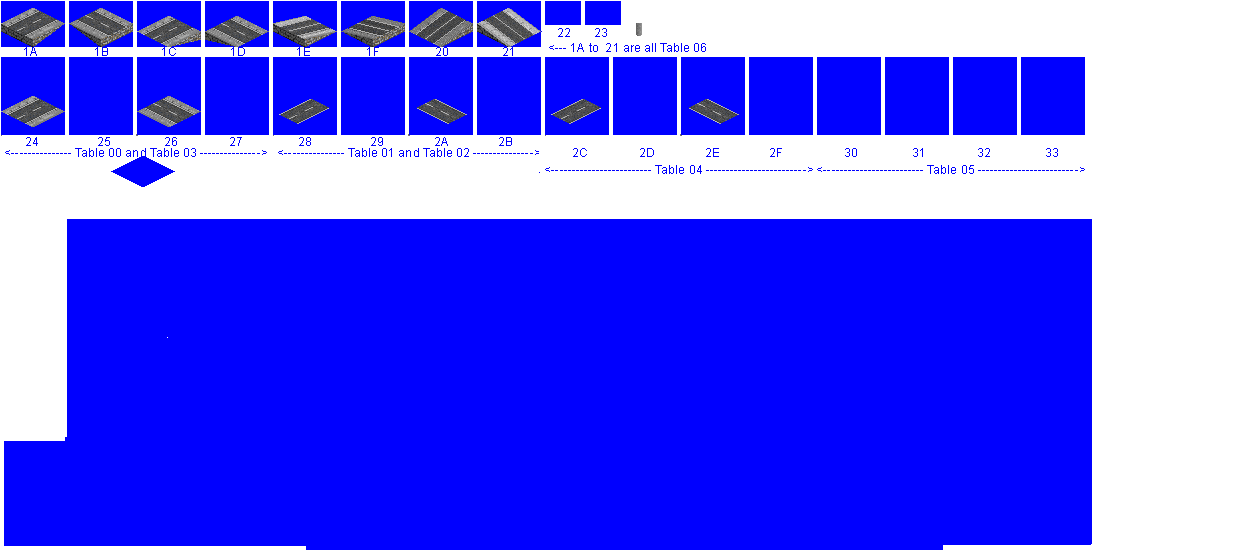 22 23
1A 1B 1C 1D 1E 1F 20 21 <--- 1A to 21 are all Table 06
24 25 26 27 28 29 2A 2B
<--------------- Table 00 and Table 03 ---------------> <--------------- Table 01 and Table 02 ---------------> 2C 2D 2E 2F 30 31 32 33
<------------------------- Table 04 -------------------------> <------------------------- Table 05 ------------------------->